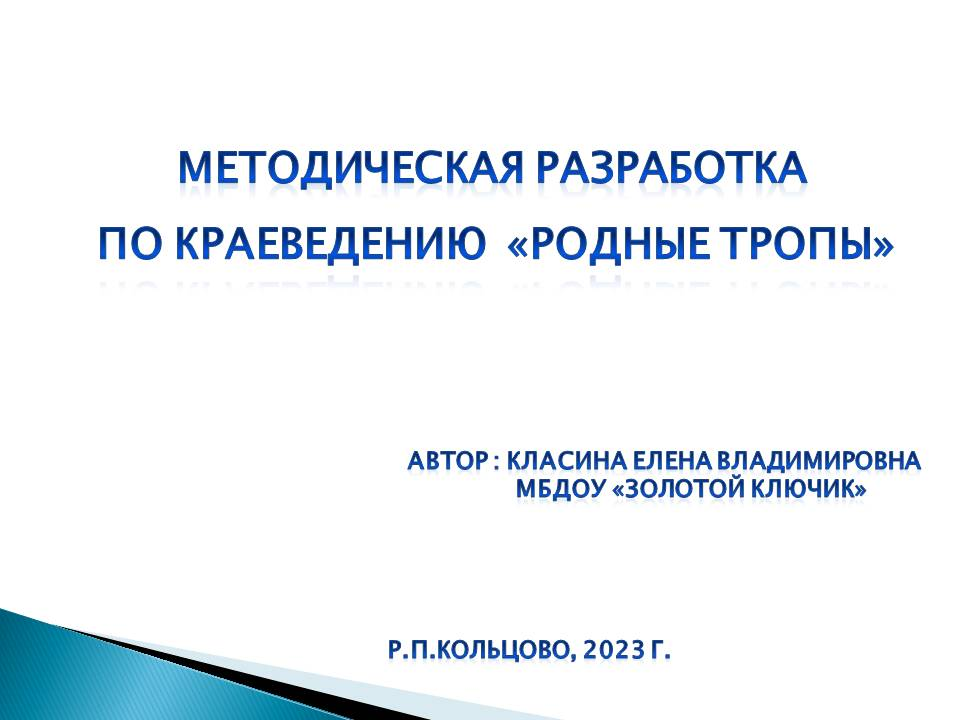 МЕТОДИЧЕСКАЯ РАЗРАБОТКА
ПО КРАЕВЕДЕНИЮ «РОДНЫЕ ТРОПЫ»
АВТОР : КЛАСИНА ЕЛЕНА ВЛАДИМИРОВНА
МБДОУ «ЗОЛОТОЙ КЛЮЧИК»
Р.П.КОЛЬЦОВО, 2023 Г.